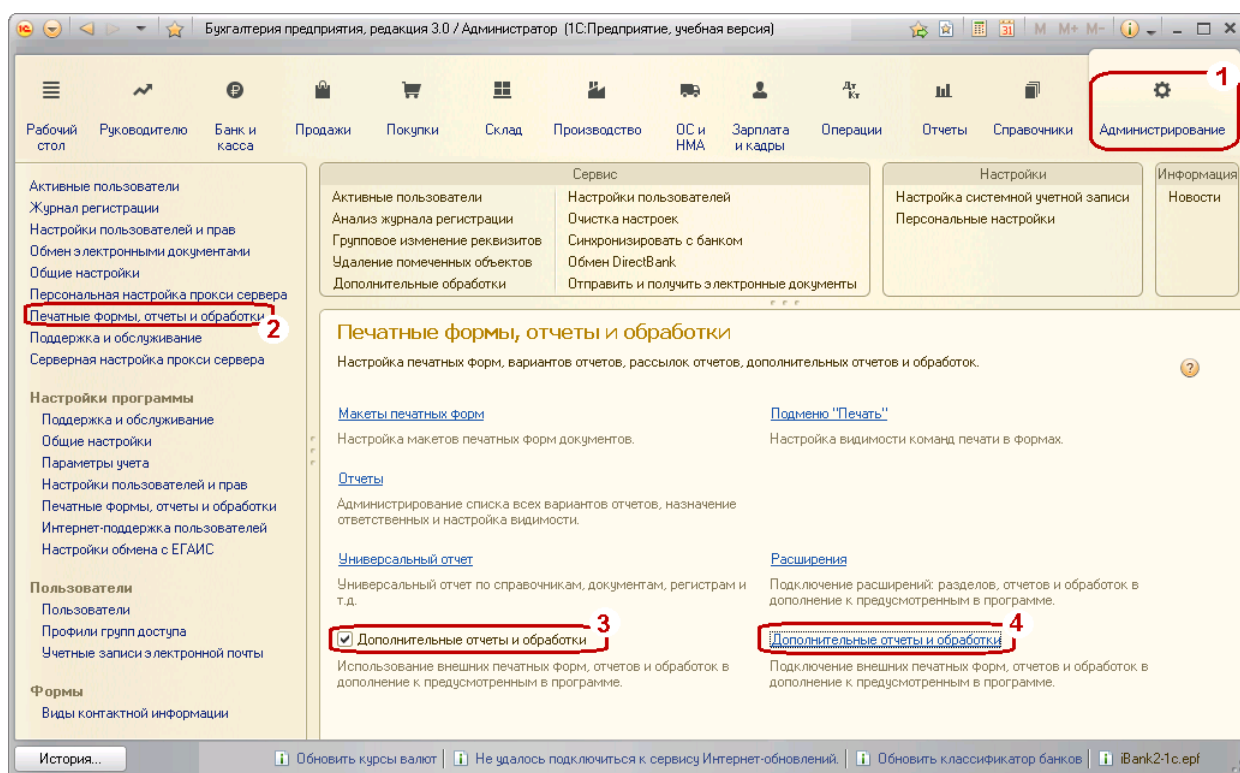 Бухгалтерия предприятия, редакция 3.0 / Администратор (1С:Предприятие, учебная версия)
M M+ M-
1
Рабочий стол
Руководителю
Банк и касса
Продажи
Покупки
Склад
Производство
ОС и НМА
Зарплата и кадры
Дт Кт
Операции
Отчеты
Справочники
Администрирование
Активные пользователи
Журнал регистрации
Настройки пользователей и прав
Обмен электронными документами
Общие настройки
Персональная настройка прокси сервера
Печатные формы, отчеты и обработки
2
Поддержка и обслуживание
Серверная настройка прокси сервера
Настройки программы
Поддержка и обслуживание
Общие настройки
Параметры учета
Настройки пользователей и прав
Печатные формы, отчеты и обработки
Интернет-поддержка пользователей
Настройки обмена с ЕГАИС
Пользователи
Пользователи
Профили групп доступа
Учетные записи электронной почты
Формы
Виды контактной информации
Сервис
Активные пользователи
Анализ журнала регистрации
Групповое изменение реквизитов
Удаление помеченных объектов
Дополнительные обработки
Настройки пользователей
Очистка настроек
Синхронизировать с банком
Обмен DirectBank
Отправить и получить электронные документы
Настройки
Настройка системной учетной записи
Персональные настройки
Информация
Новости
Печатные формы, отчеты и обработки
Настройка печатных форм, вариантов отчетов, рассылок отчетов, дополнительных отчетов и обработок.
?
Макеты печатных форм
Настройка макетов печатных форм документов.
Подменю "Печать"
Настройка видимости команд печати в формах.
Отчеты
Администрирование списка всех вариантов отчетов, назначение
ответственных и настройка видимости.
Универсальный отчет
Универсальный отчет по справочникам, документам, регистрам и
т.д.
Расширения
Подключение расширений: разделов, отчетов и обработок в
дополнение к предусмотренным в программе.
3
Дополнительные отчеты и обработки
Использование внешних печатных форм, отчетов и обработок в
дополнение к предусмотренным в программе.
4
Дополнительные отчеты и обработки
Подключение внешних печатных форм, отчетов и обработок в
дополнение к предусмотренным в программе.
История...
Обновить курсы валют
Не удалось подключиться к сервису Интернет-обновлений.
Обновить классификатор банков
iBank2-1c.epf